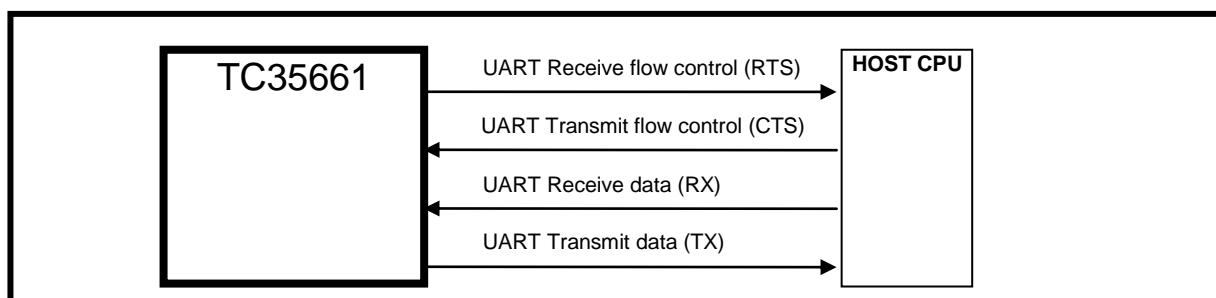 TC35661
UART Receive flow control (RTS)
HOST CPU
UART Transmit flow control (CTS)
UART Receive data (RX)
UART Transmit data (TX)